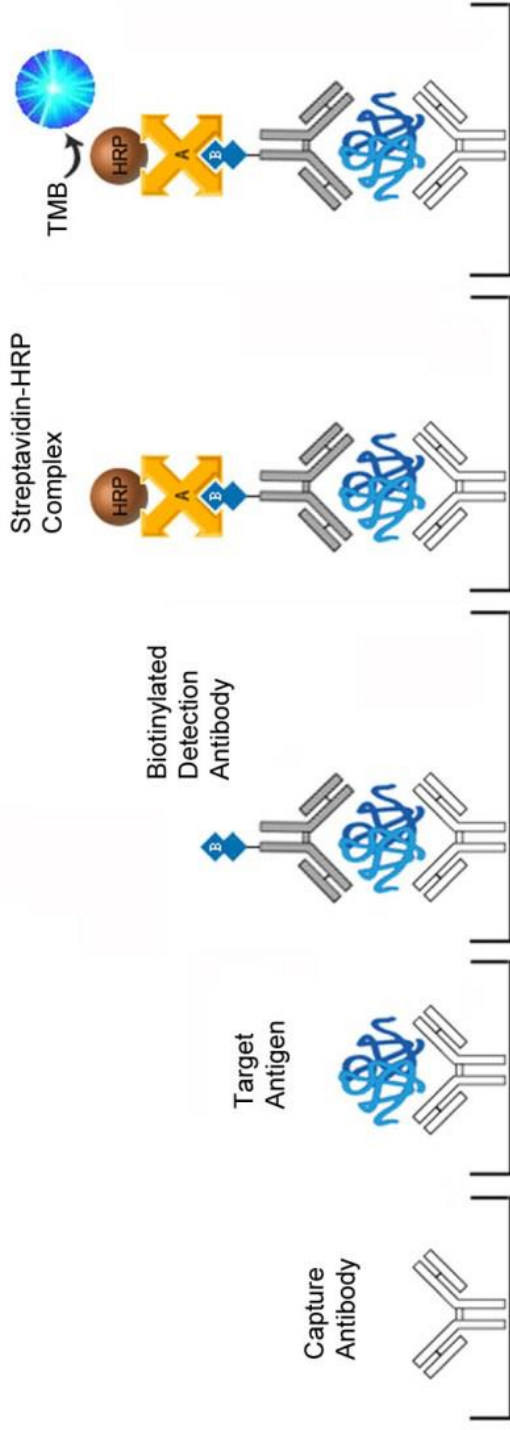 Capture
Antibody
Target
Antigen
B
Biotinylated
Detection
Antibody
Streptavidin-HRP
Complex
HRP
A
B
TMB
HRP
A
B